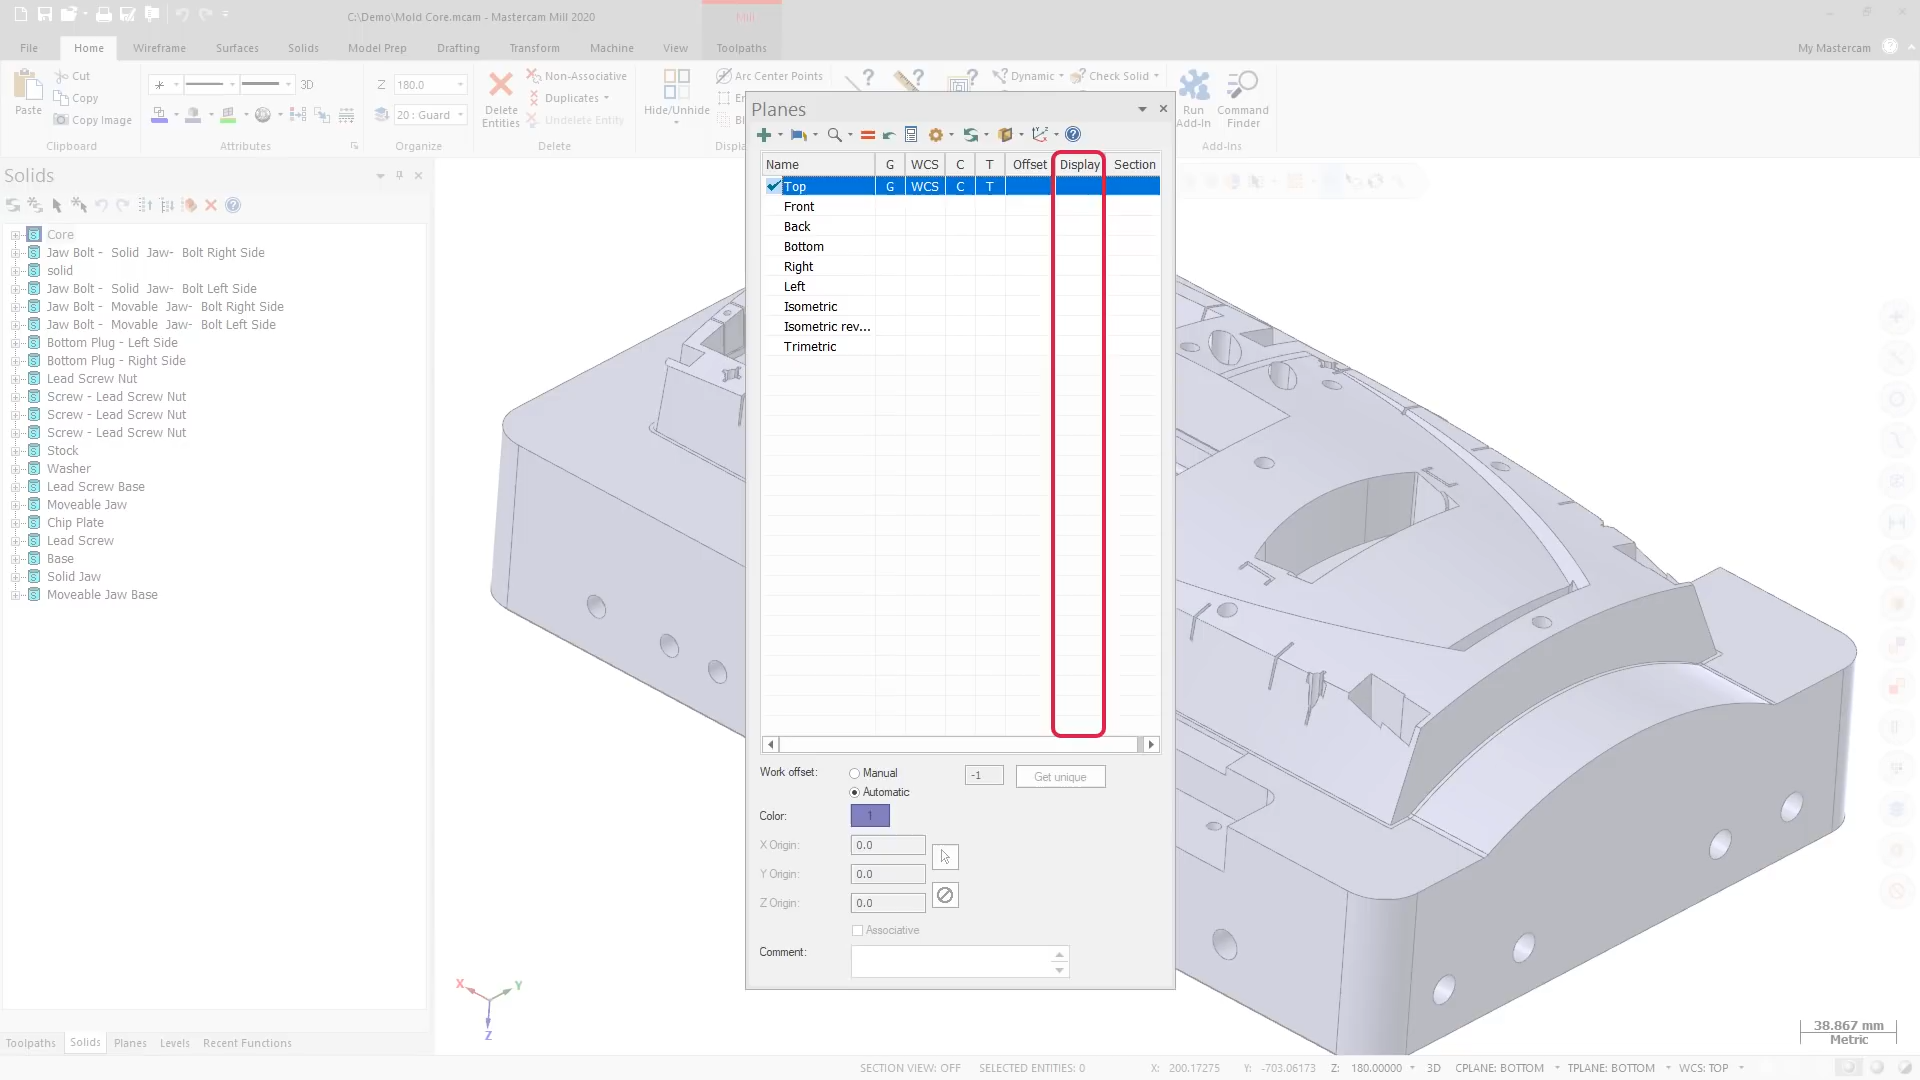 C:\Demo\Mold Core.mcam - Mastercam Mill 2020
Mill
File
Home
Wireframe
Surfaces
Solids
Model Prep
Drafting
Transform
Machine
View
Toolpaths
My Mastercam
Paste
Cut
Copy
Copy Image
Clipboard
3D
Attributes
Z
180.0
20 : Guard
Organize
Delete
Entities
Non-Associative
Duplicates
Undelete Entity
Delete
Hide/Unhide
Arc Center Points
Dynamic
Check Solid
Run
Add-In
Command
Finder
Add-Ins
Solids
Core
Jaw Bolt - Solid Jaw- Bolt Right Side
solid
Jaw Bolt - Solid Jaw- Bolt Left Side
Jaw Bolt - Movable Jaw- Bolt Right Side
Jaw Bolt - Movable Jaw- Bolt Left Side
Bottom Plug - Left Side
Bottom Plug - Right Side
Lead Screw Nut
Screw - Lead Screw Nut
Screw - Lead Screw Nut
Screw - Lead Screw Nut
Stock
Washer
Lead Screw Base
Moveable Jaw
Chip Plate
Lead Screw
Base
Solid Jaw
Moveable Jaw Base
Toolpaths
Solids
Planes
Levels
Recent Functions
Planes
Name G WCS C T Offset Display Section
Top G WCS C T
Front
Back
Bottom
Right
Left
Isometric
Isometric rev...
Trimetric
Work offset:
Manual
-1
Get unique
Automatic
Color:
1
X Origin:
0.0
Y Origin:
0.0
Z Origin:
0.0
Associative
Comment:
X
Y
Z
38.867 mm
Metric
SECTION VIEW: OFF
SELECTED ENTITIES: 0
X: 200.17275
Y: -703.06173
Z: 180.00000
3D
CPLANE: BOTTOM
TPLANE: BOTTOM
WCS: TOP